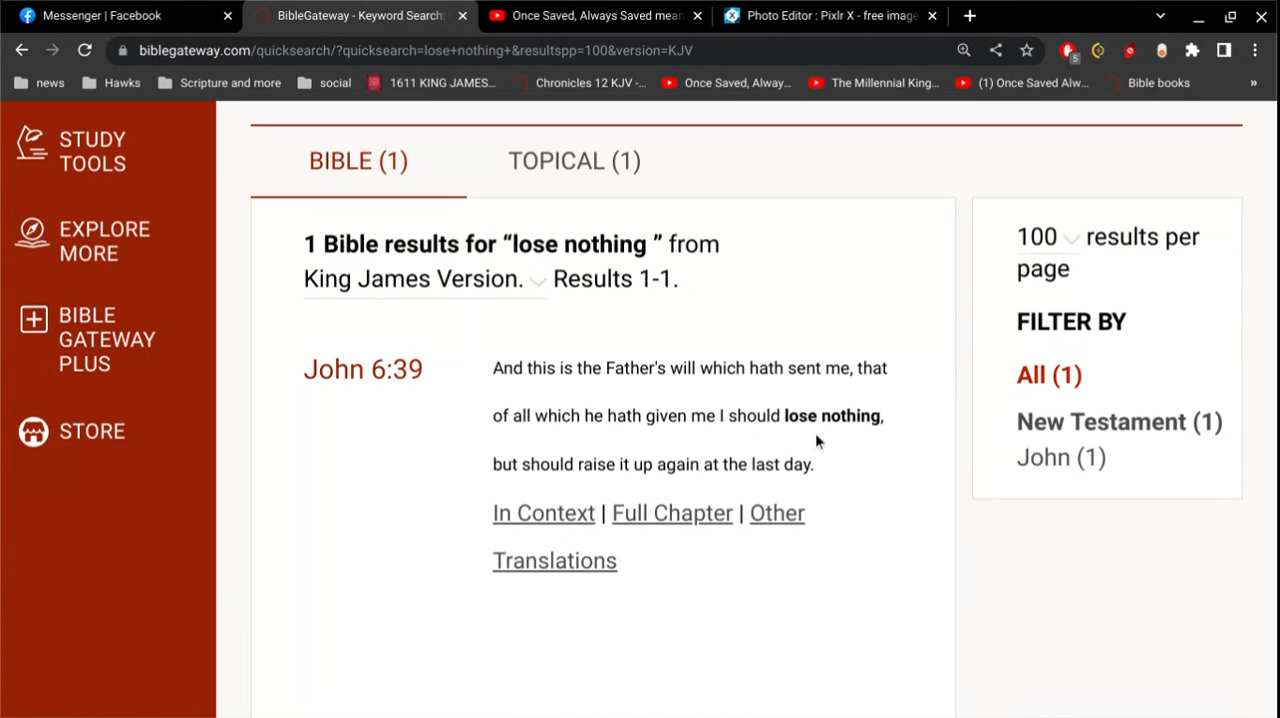 Messenger | Facebook
BibleGateway - Keyword Search:
Once Saved, Always Saved mean
Photo Editor : Pixlr X - free image
biblegateway.com/quicksearch/?quicksearch=lose+nothing+&resultspp=100&version=KJV
5
news
Hawks
Scripture and more
social
1611 KING JAMES...
Chronicles 12 KJV -...
Once Saved, Alway...
The Millennial King...
(1) Once Saved Alw...
Bible books
»
STUDY
TOOLS
EXPLORE
MORE
BIBLE
GATEWAY
PLUS
STORE
BIBLE (1)
TOPICAL (1)
1 Bible results for “lose nothing ” from
King James Version. Results 1-1.
John 6:39
And this is the Father's will which hath sent me, that
of all which he hath given me I should lose nothing,
but should raise it up again at the last day.
In Context | Full Chapter | Other
Translations
100 results per
page
FILTER BY
All (1)
New Testament (1)
John (1)